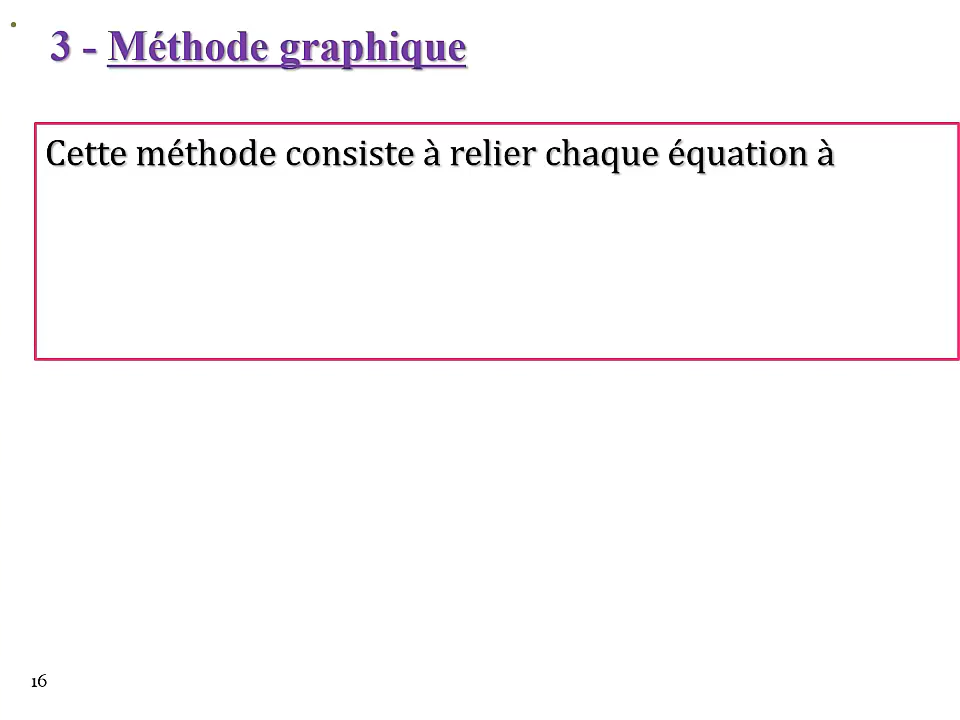 3 - Méthode graphique
Cette méthode consiste à relier chaque équation à
16